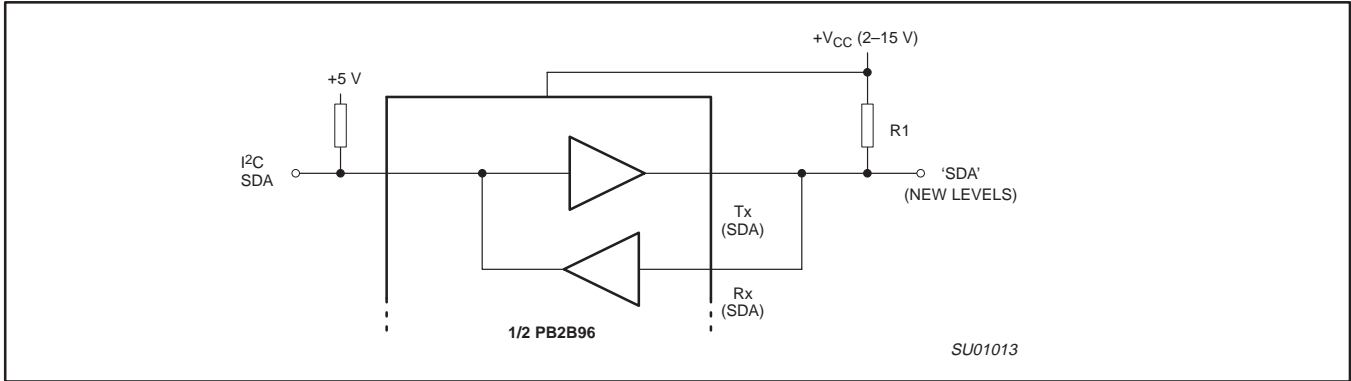 +VCC (2–15 V)
+5 V
R1
I2C
SDA
'SDA'
(NEW LEVELS)
Tx
(SDA)
Rx
(SDA)
1/2 PB2B96
SU01013